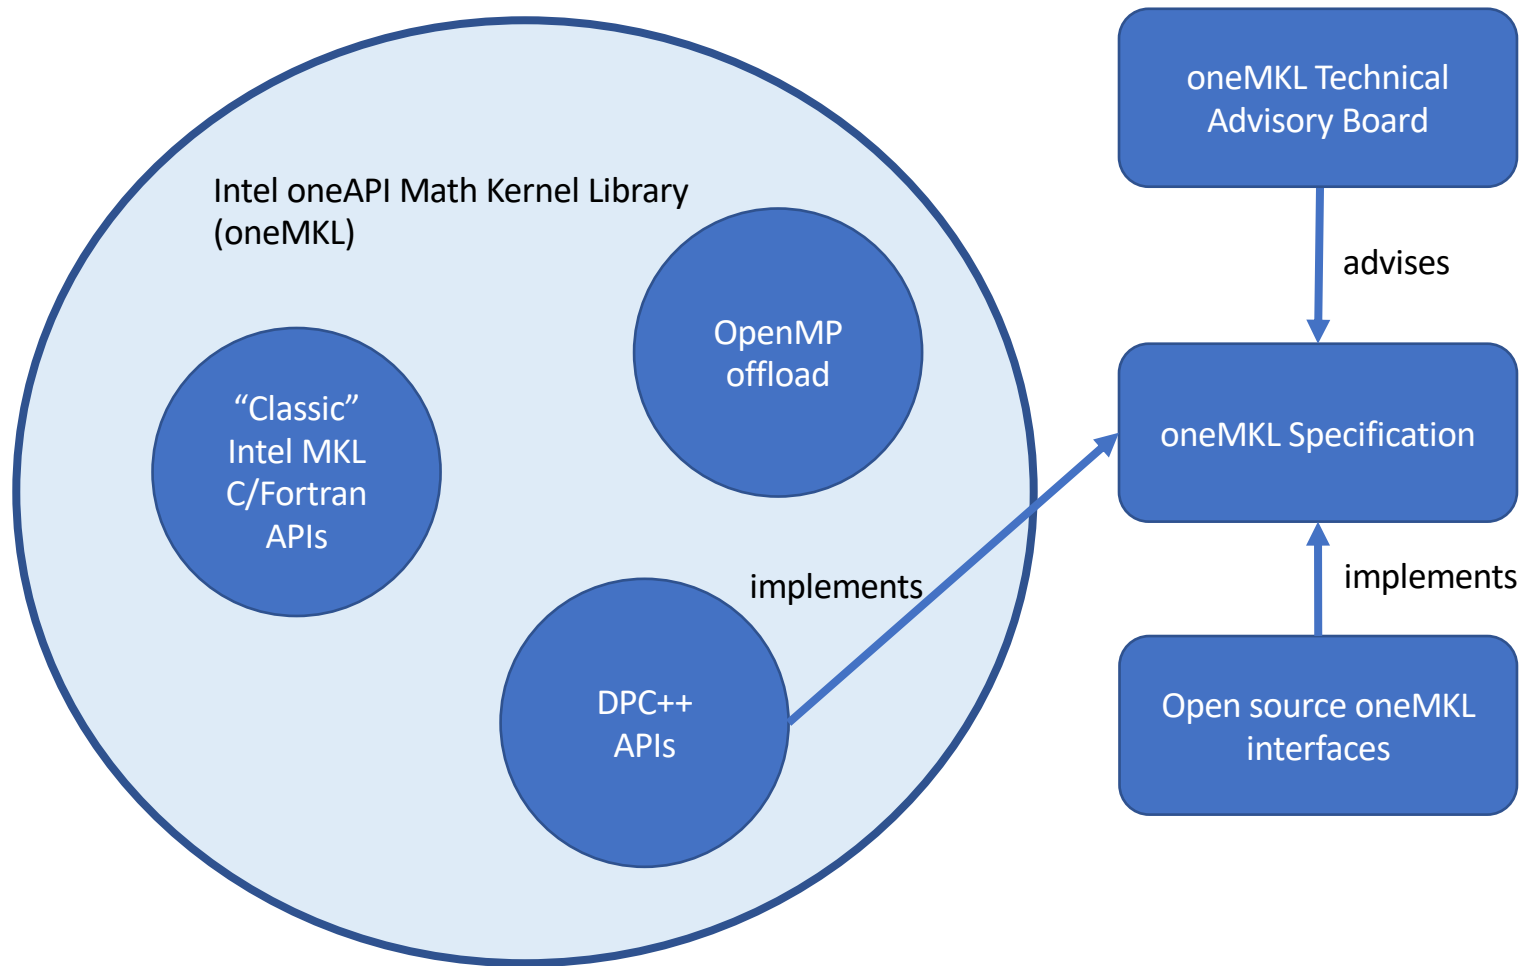 Intel oneAPI Math Kernel Library
(oneMKL)
“Classic”
Intel MKL
C/Fortran
APIs
OpenMP
offload
DPC++
APIs
implements
oneMKL Technical
Advisory Board
advises
oneMKL Specification
implements
Open source oneMKL
interfaces